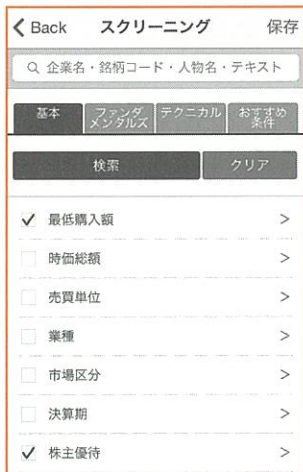 Back スクリーニング 保存
企業名・銘柄コード・人物名・テキスト
基本 ファンダメンタルズ テクニカル おすすめ条件
検索 クリア
最低購入額
時価総額
売買単位
業種
市場区分
決算期
株主優待